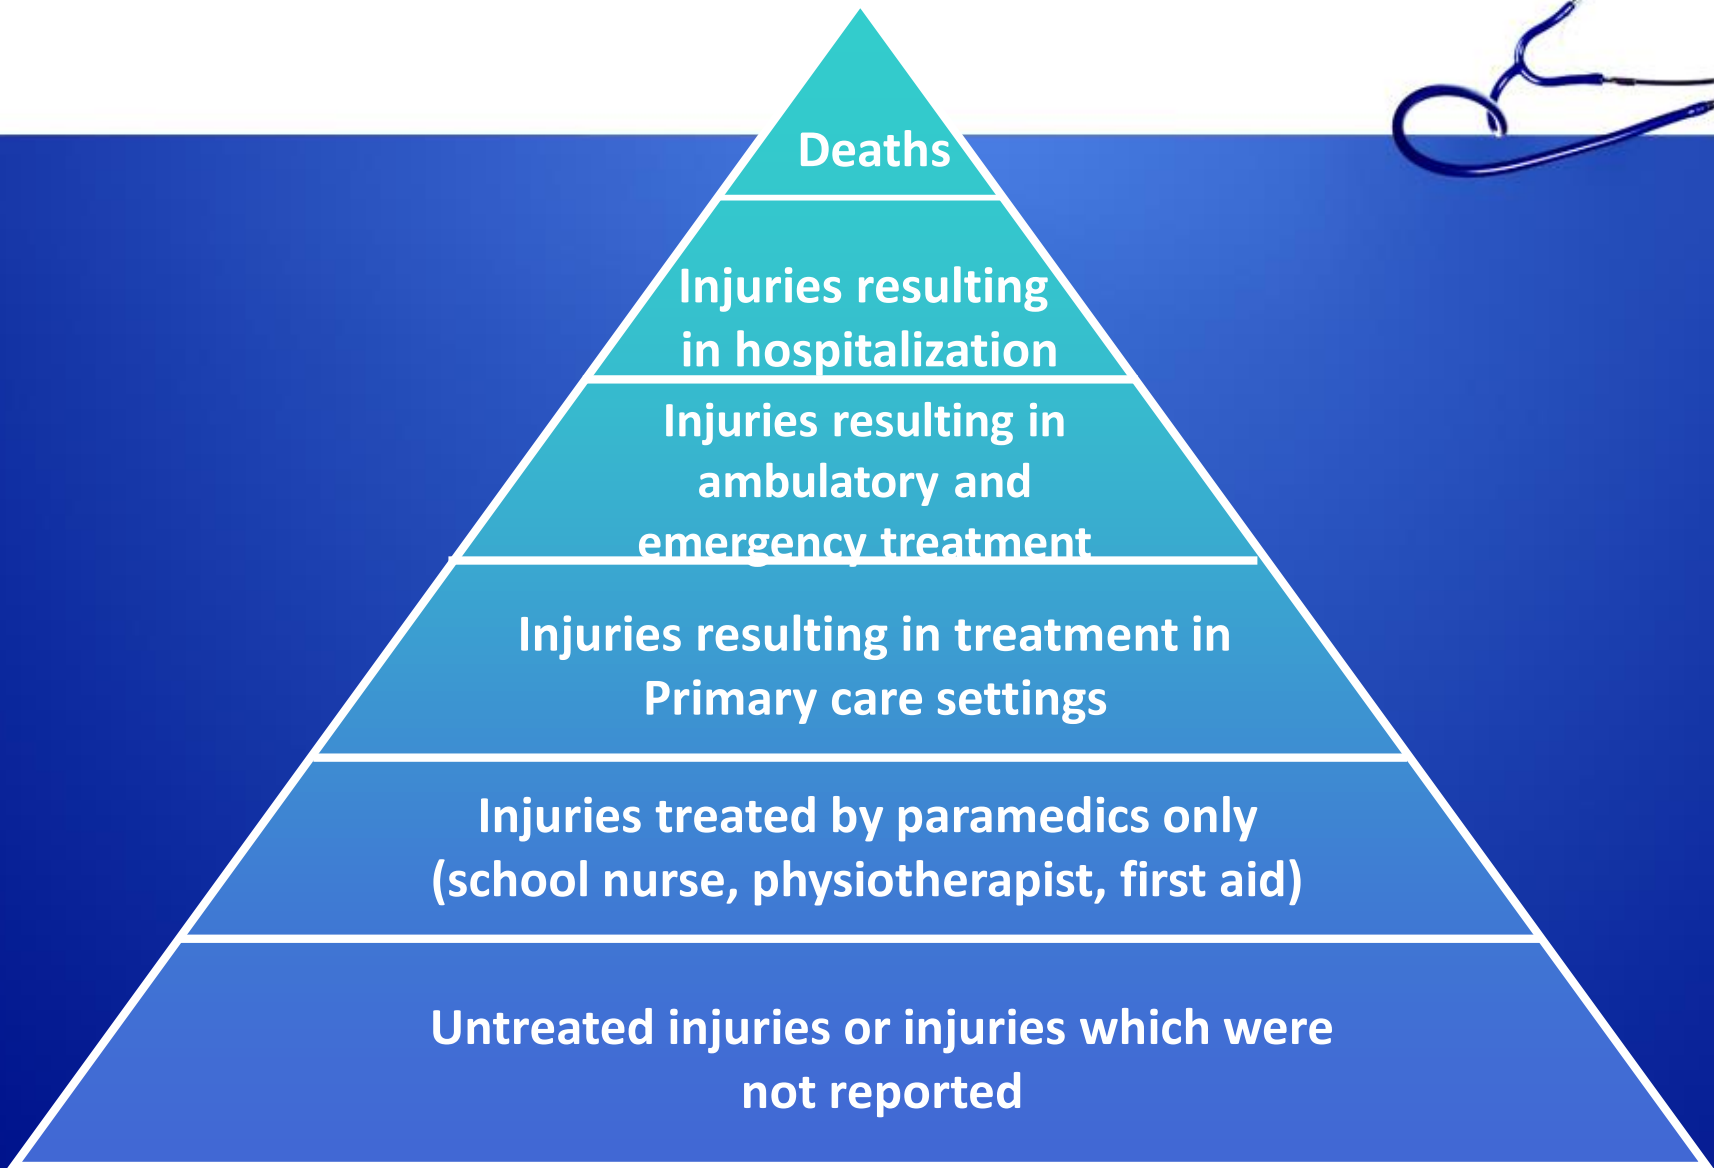 Deaths
Injuries resulting
in hospitalization
Injuries resulting in
ambulatory and
emergency treatment
Injuries resulting in treatment in
Primary care settings
Injuries treated by paramedics only
(school nurse, physiotherapist, first aid)
Untreated injuries or injuries which were
not reported